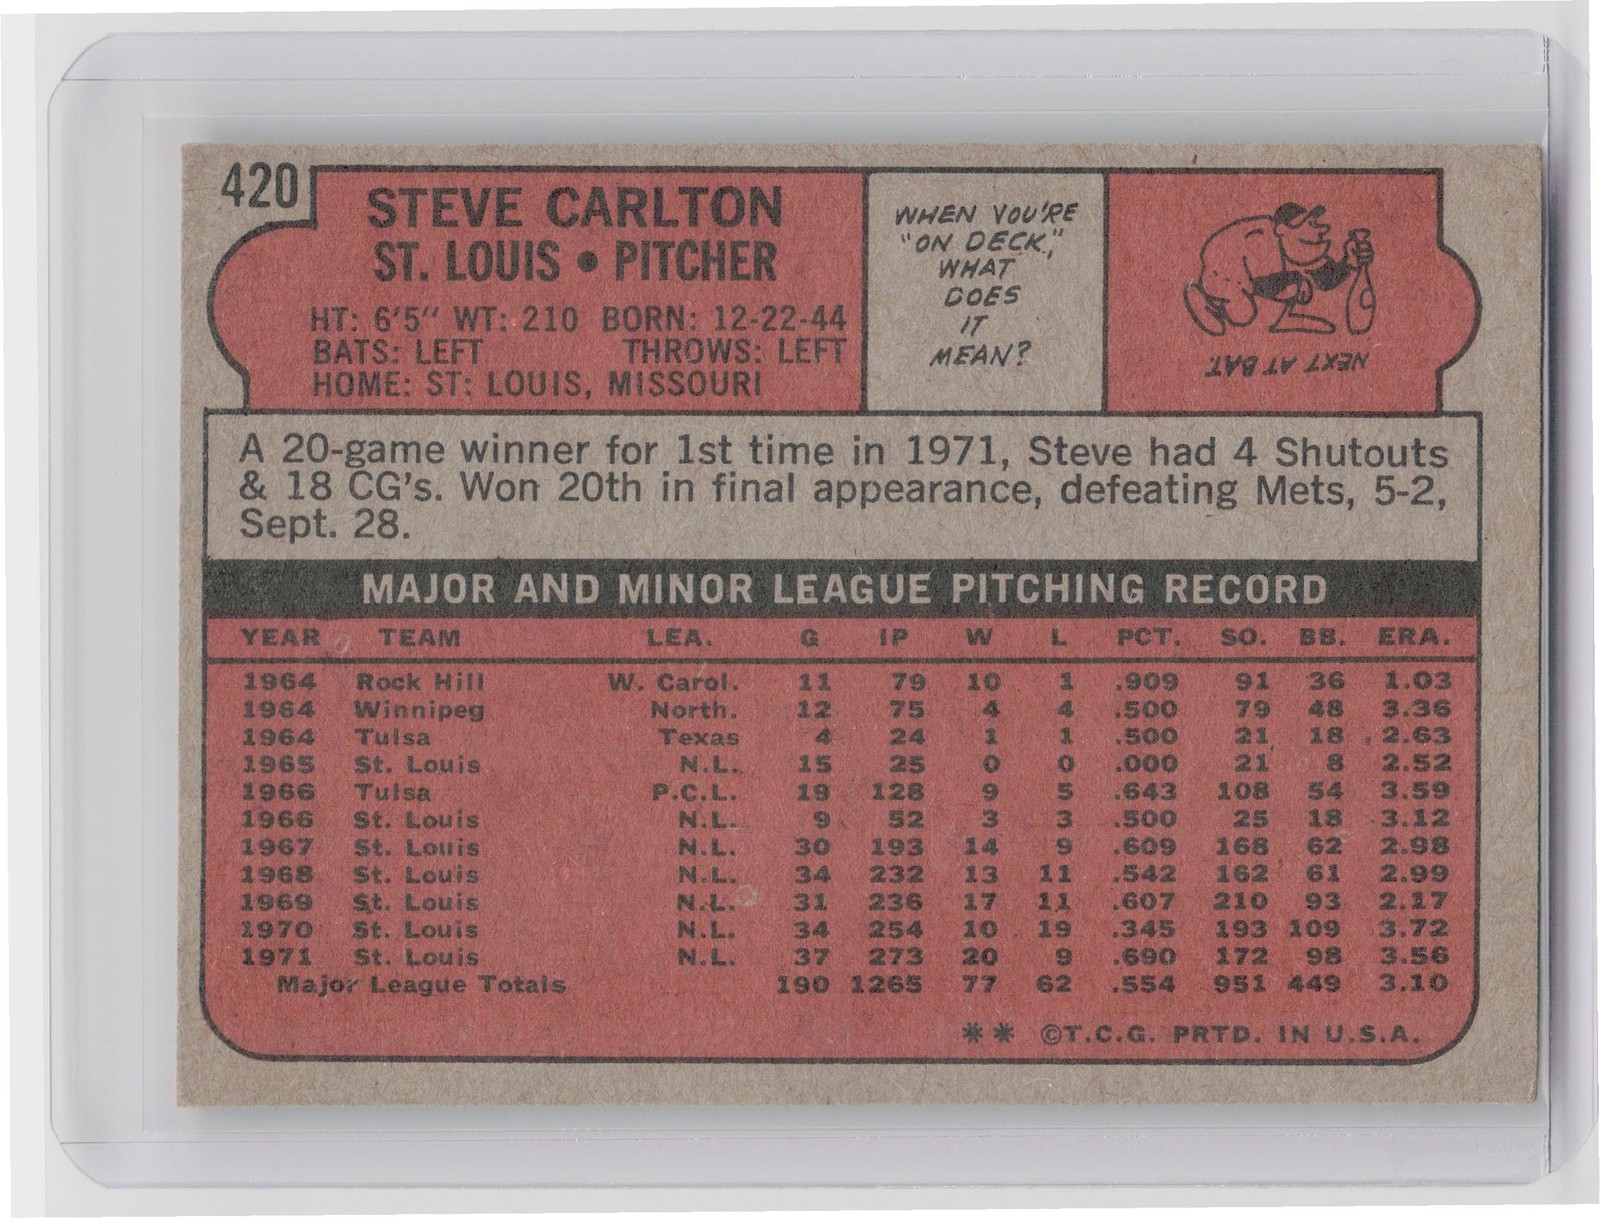 420
STEVE CARLTON
ST. LOUIS • PITCHER
HT: 6'5" WT: 210 BORN: 12-22-44
BATS: LEFT THROWS: LEFT
HOME: ST: LOUIS, MISSOURI
WHEN YOU'RE
"ON DECK,"
WHAT
DOES
IT
MEAN?
NEXT AT BAT.
A 20-game winner for 1st time in 1971, Steve had 4 Shutouts
& 18 CG's. Won 20th in final appearance, defeating Mets, 5-2,
Sept. 28.
MAJOR AND MINOR LEAGUE PITCHING RECORD
YEAR TEAM LEA. G IP W L PCT. SO. BB. ERA.
1964 Rock Hill W. Carol. 11 79 10 1 .909 91 36 1.03
1964 Winnipeg North. 12 75 4 4 .500 79 48 3.36
1964 Tulsa Texas 4 24 1 1 .500 21 18 2.63
1965 St. Louis N.L. 15 25 0 0 .000 21 8 2.52
1966 Tulsa P.C.L. 19 128 9 5 .643 108 54 3.59
1966 St. Louis N.L. 9 52 3 3 .500 25 18 3.12
1967 St. Louis N.L. 30 193 14 9 .609 168 62 2.98
1968 St. Louis N.L. 34 232 13 11 .542 162 61 2.99
1969 St. Louis N.L. 31 236 17 11 .607 210 93 2.17
1970 St. Louis N.L. 34 254 10 19 .345 193 109 3.72
1971 St. Louis N.L. 37 273 20 9 .690 172 98 3.56
Major League Totals 190 1265 77 62 .554 951 449 3.10
** ©T.C.G. PRTD. IN U.S.A.